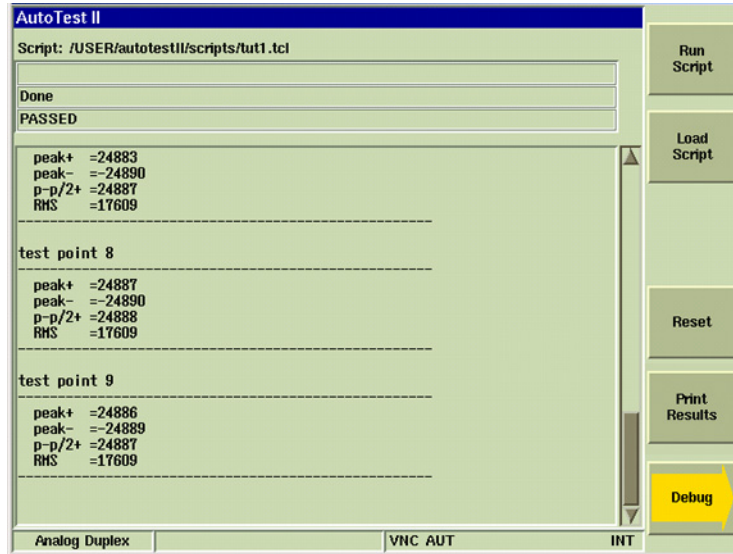 AutoTest II
Script: /USER/autotestII/scripts/tut1.tcl
Done
PASSED
peak+ =24883
peak- =-24890
p-p/2+ =24887
RMS =17609
--------------------------------------------------
test point 8
--------------------------------------------------
peak+ =24887
peak- =-24890
p-p/2+ =24888
RMS =17609
--------------------------------------------------
test point 9
--------------------------------------------------
peak+ =24886
peak- =-24889
p-p/2+ =24887
RMS =17609
--------------------------------------------------
Analog Duplex
VNC AUT
INT
Run
Script
Load
Script
Reset
Print
Results
Debug